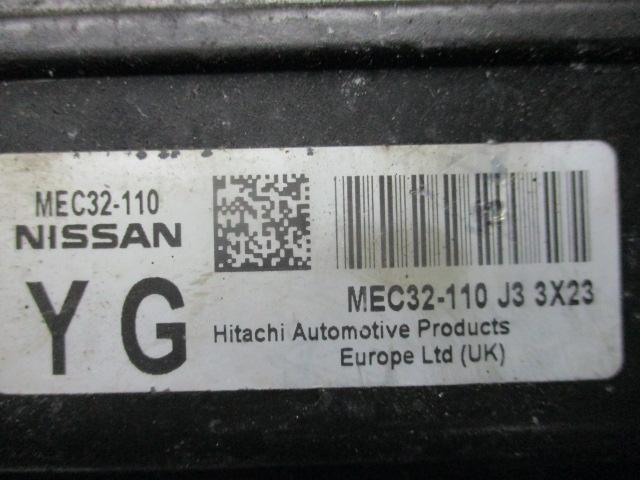 MEC32-110
NISSAN
YG
MEC32-110 J3 3X23
Hitachi Automotive Products
Europe Ltd (UK)